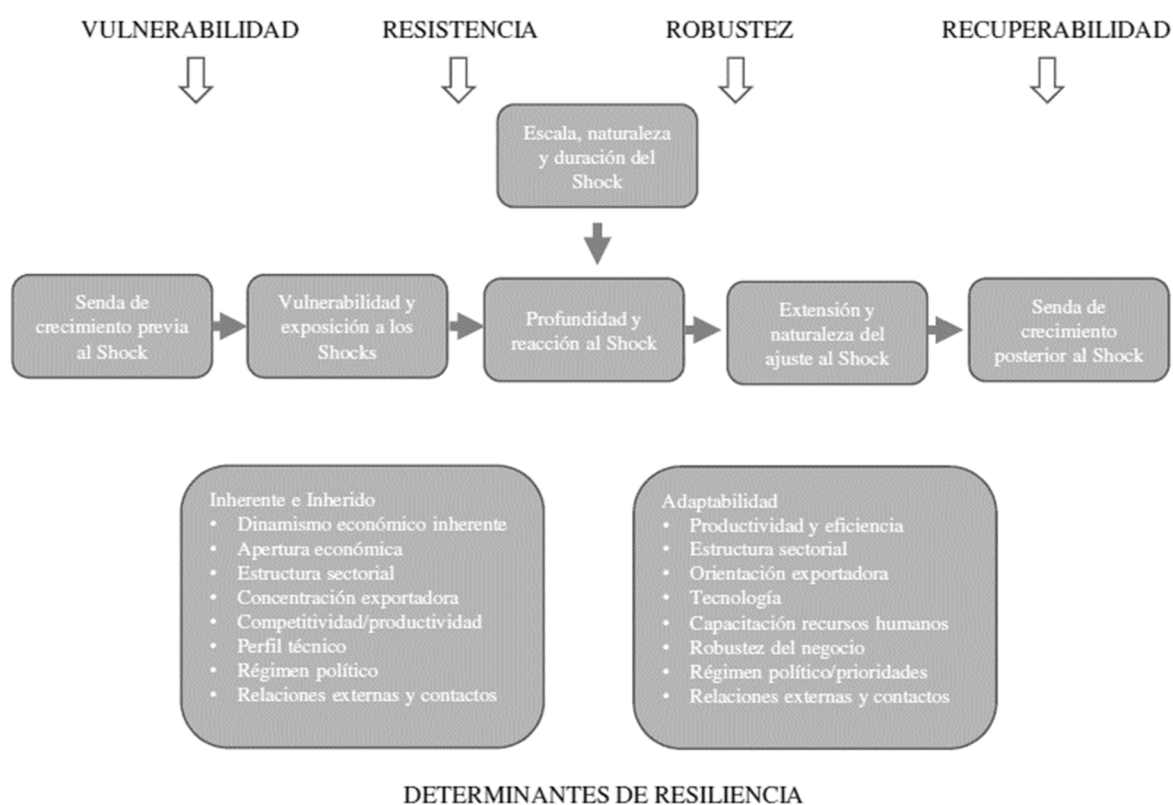 VULNERABILIDAD RESISTENCIA ROBUSTEZ RECUPERABILIDAD
Escala, naturaleza
y duración del
Shock
Senda de
crecimiento previa
al Shock
Vulnerabilidad y
exposición a los
Shocks
Profundidad y
reacción al Shock
Extensión y
naturaleza del
ajuste al Shock
Senda de
crecimiento
posterior al Shock
Inherente e Inherido
• Dinamismo económico inherente
• Apertura económica
• Estructura sectorial
• Concentración exportadora
• Competitividad/productividad
• Perfil técnico
• Régimen político
• Relaciones externas y contactos
Adaptabilidad
• Productividad y eficiencia
• Estructura sectorial
• Orientación exportadora
• Tecnología
• Capacitación recursos humanos
• Robustez del negocio
• Régimen político/prioridades
• Relaciones externas y contactos
DETERMINANTES DE RESILIENCIA